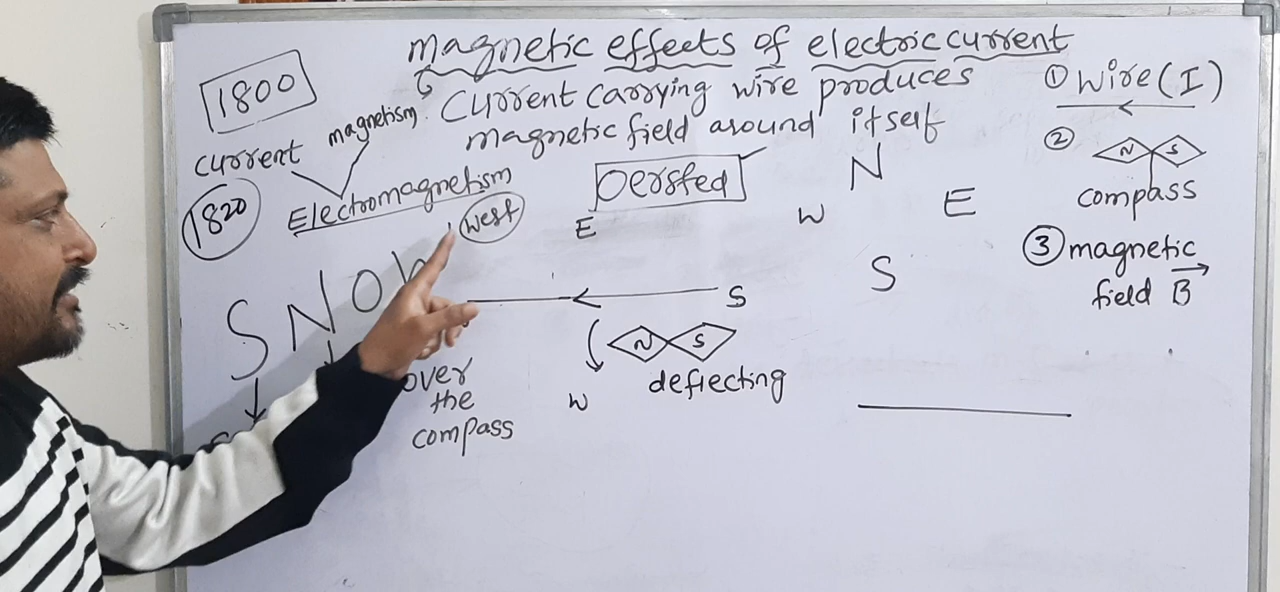 magnetic effects of electric current
1800
Current carrying wire produces
magnetic field around itself
current
magnetism
Electromagnetism
1820
west
Oersted
E
N
W
E
S
SNO
S
N S
deflecting
W
over
the
compass
① Wire (I)
②
N S
compass
③ magnetic
field B